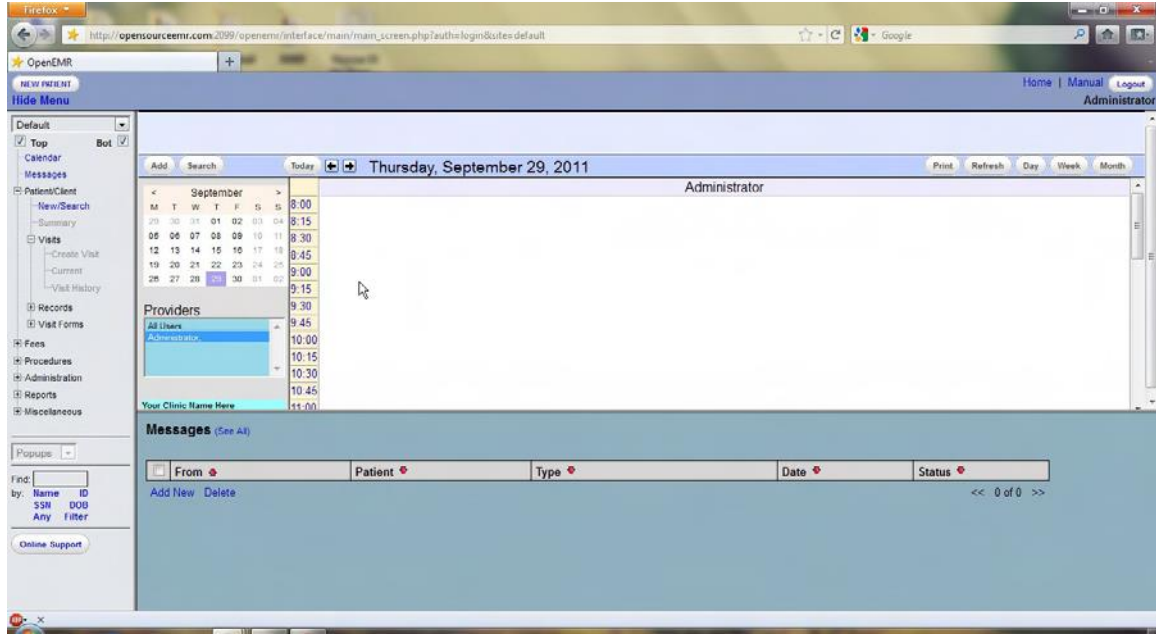 Firefox
http://opensourceemr.com:2099/openemr/interface/main/main_screen.php?auth=login&site=default
Google
OpenEMR
NEW PATIENT
Home | Manual Logout
Hide Menu
Administrator
Default
Top Bot
Calendar
Messages
Patient/Client
New/Search
Summary
Visits
Create Visit
Current
Visit History
Records
Visit Forms
Fees
Procedures
Administration
Reports
Miscellaneous
Popups
Find:
by: Name ID
SSN DOB
Any Filter
Online Support
Add Search Today Thursday, September 29, 2011 Print Refresh Day Week Month
< September >
M T W T F S S
29 30 31 01 02 03 04
05 06 07 08 09 10 11
12 13 14 15 16 17 18
19 20 21 22 23 24 25
26 27 28 29 30 01 02
Providers
All Users
Administrator,
Your Clinic Name Here
Administrator
8:00
8:15
8:30
8:45
9:00
9:15
9:30
9:45
10:00
10:15
10:30
10:45
11:00
Messages (See All)
From Patient Type Date Status
Add New Delete << 0 of 0 >>